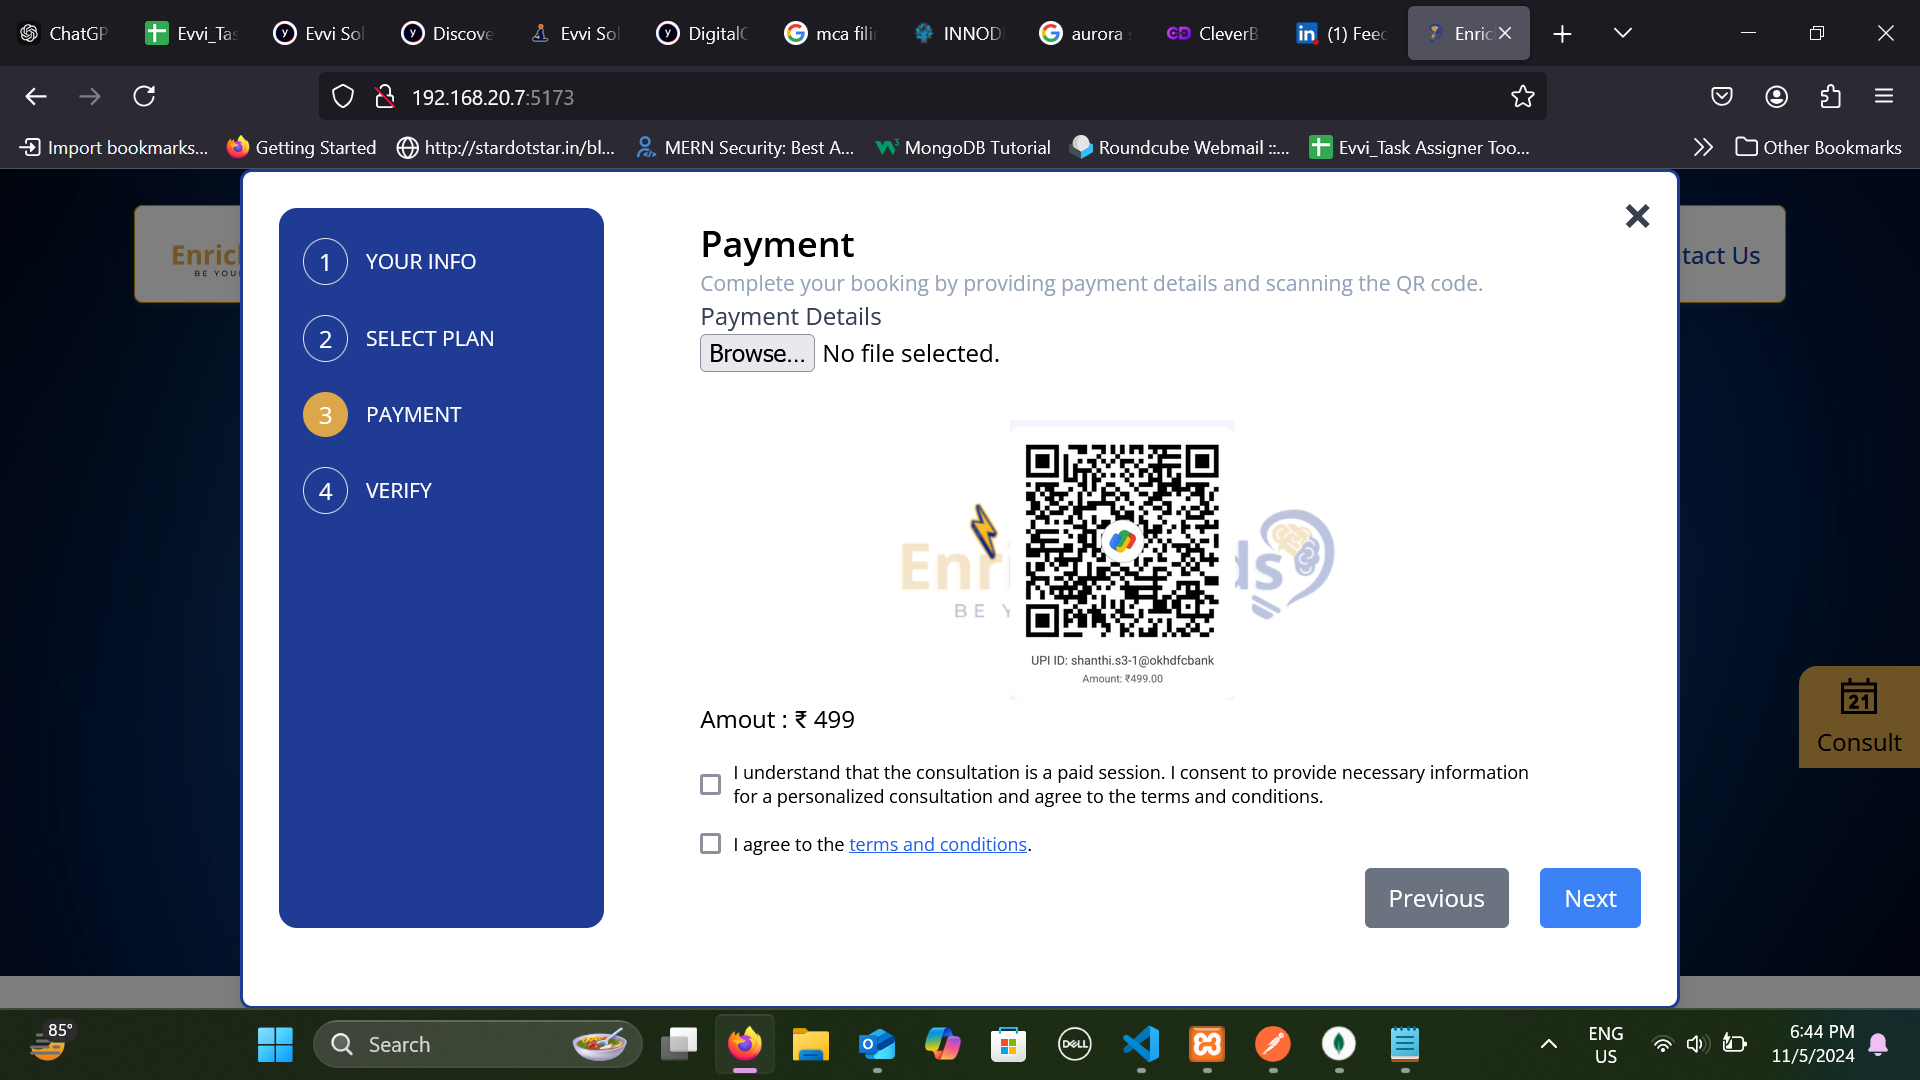 ChatGP
Evvi_Tas
Evvi Sol
Discove
Evvi Sol
DigitalC
mca filin
INNOD
aurora s
CleverB
(1) Feed
Enric
192.168.20.7:5173
Import bookmarks...
Getting Started
http://stardotstar.in/bl...
MERN Security: Best A...
MongoDB Tutorial
Roundcube Webmail ::...
Evvi_Task Assigner Too...
Other Bookmarks
Enric
BE YOU
tact Us
1 YOUR INFO
2 SELECT PLAN
3 PAYMENT
4 VERIFY
Payment
Complete your booking by providing payment details and scanning the QR code.
Payment Details
Browse... No file selected.
Enri
ds
BE Y
UPI ID: shanthi.s3-1@okhdfcbank
Amount: ₹499.00
Amout : ₹ 499
I understand that the consultation is a paid session. I consent to provide necessary information
for a personalized consultation and agree to the terms and conditions.
I agree to the terms and conditions.
Previous
Next
21
Consult
85°
Search
DELL
ENG
US
6:44 PM
11/5/2024